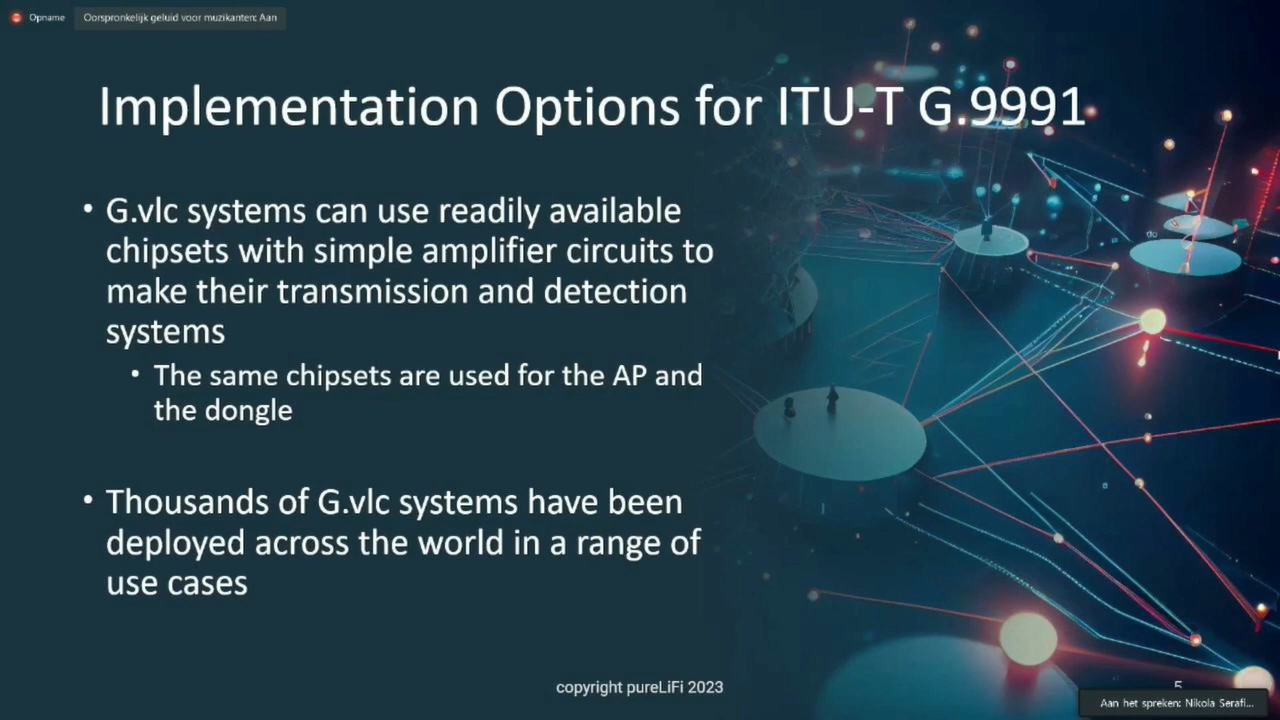 Opname
Oorspronkelijk geluid voor muzikanten: Aan
Implementation Options for ITU-T G.9991
• G.vlc systems can use readily available
chipsets with simple amplifier circuits to
make their transmission and detection
systems
• The same chipsets are used for the AP and
the dongle
• Thousands of G.vlc systems have been
deployed across the world in a range of
use cases
copyright pureLiFi 2023
5
Aan het spreken: Nikola Serafi...